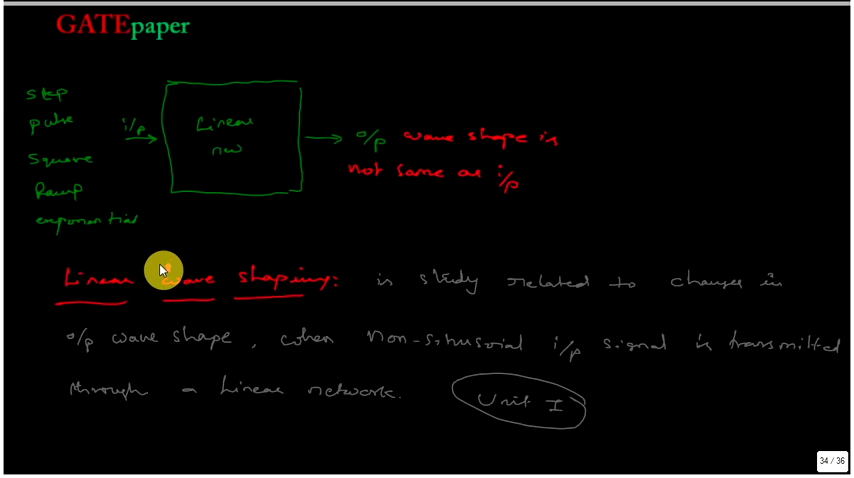 GATEpaper
step
pulse
square
Ramp
exponential
i/p
Linear
nw
o/p wave shape is
not same as i/p
Linear wave shaping: is study related to changes in
o/p wave shape, when Non-sinusoial i/p signal is transmitted
through a Linear network. Unit I
34 / 36